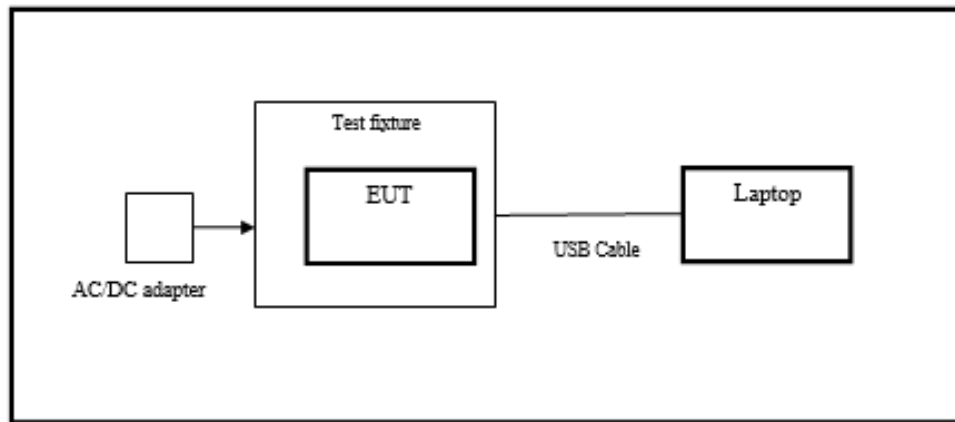 Test fixture
EUT
Laptop
USB Cable
AC/DC adapter